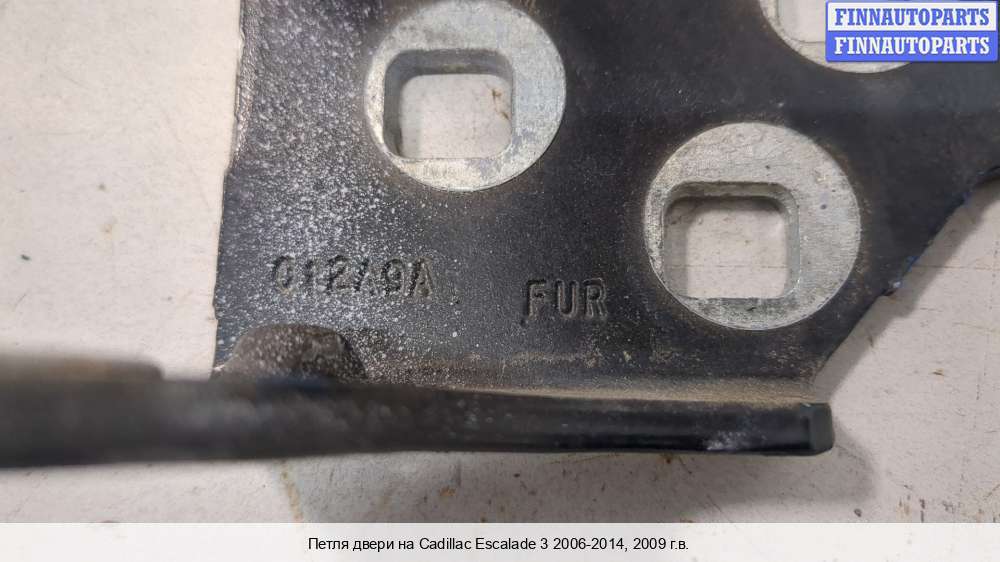 FINNAUTOPARTS
FINNAUTOPARTS
012A9A FUR
Петля двери на Cadillac Escalade 3 2006-2014, 2009 г.в.